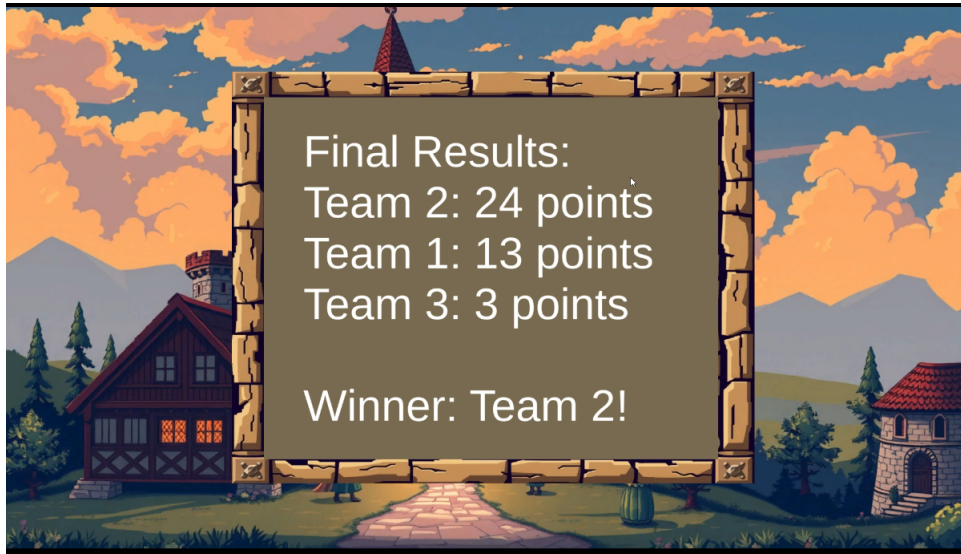 Final Results:
Team 2: 24 points
Team 1: 13 points
Team 3: 3 points
Winner: Team 2!